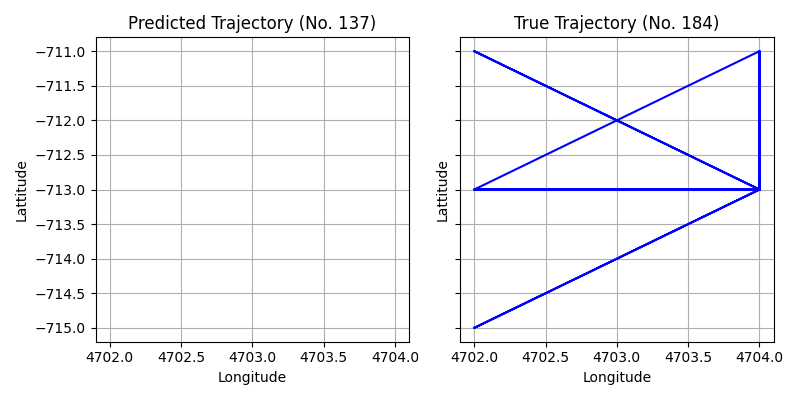 Predicted Trajectory (No. 137)
True Trajectory (No. 184)
−711.0
−711.5
−712.0
−712.5
−713.0
−713.5
−714.0
−714.5
−715.0
Lattitude
Lattitude
4702.0 4702.5 4703.0 4703.5 4704.0
4702.0 4702.5 4703.0 4703.5 4704.0
Longitude
Longitude